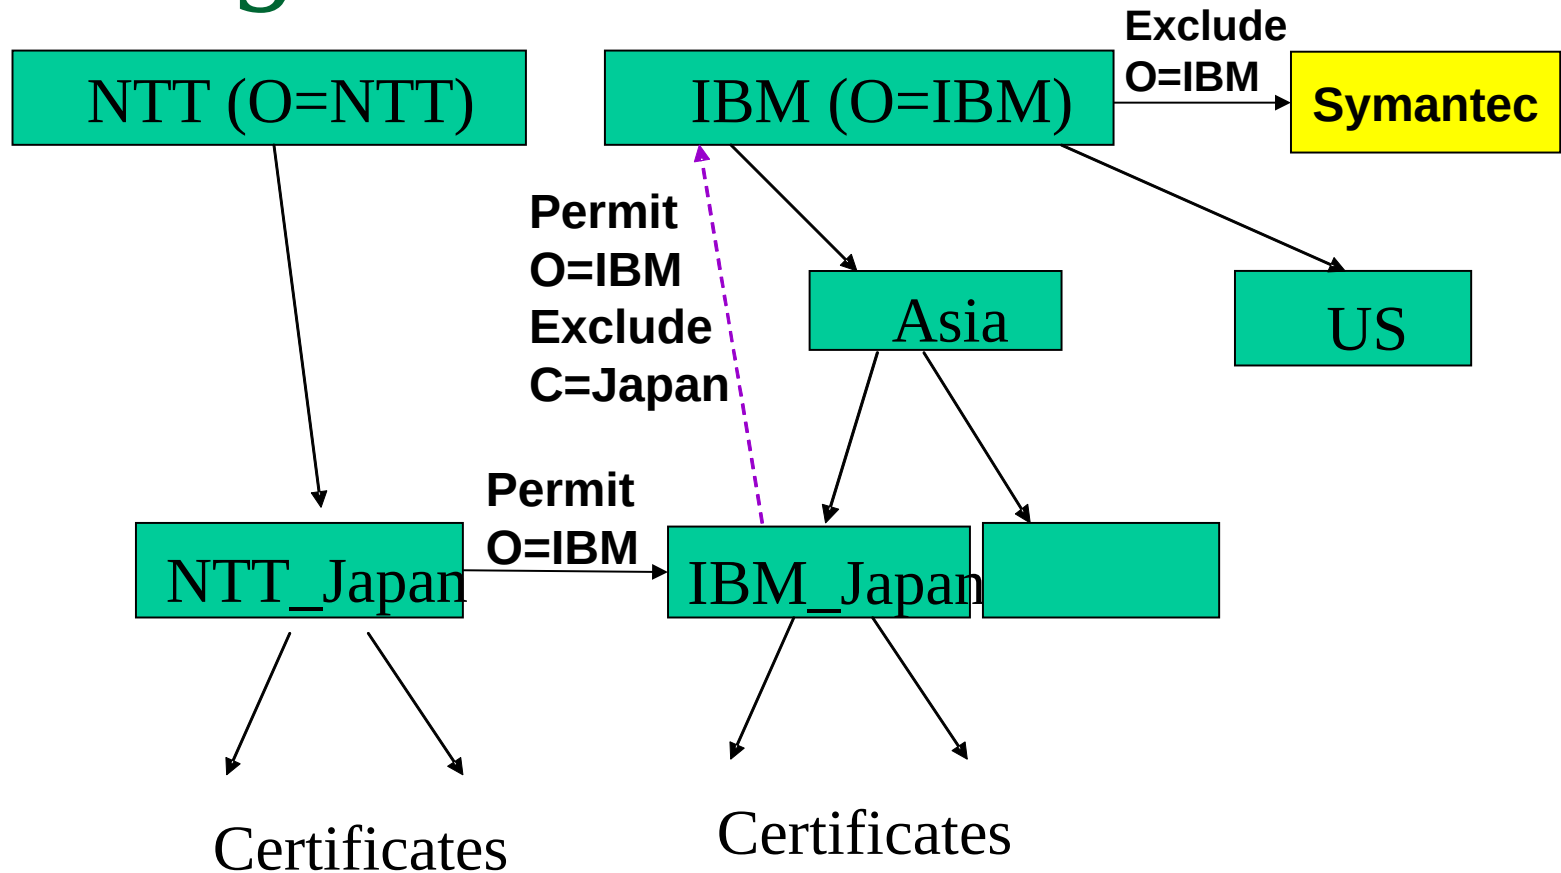 Exclude
O=IBM
NTT (O=NTT)
IBM (O=IBM)
Symantec
Permit
O=IBM
Exclude
C=Japan
Asia
US
Permit
O=IBM
NTT_Japan
IBM_Japan
Certificates
Certificates